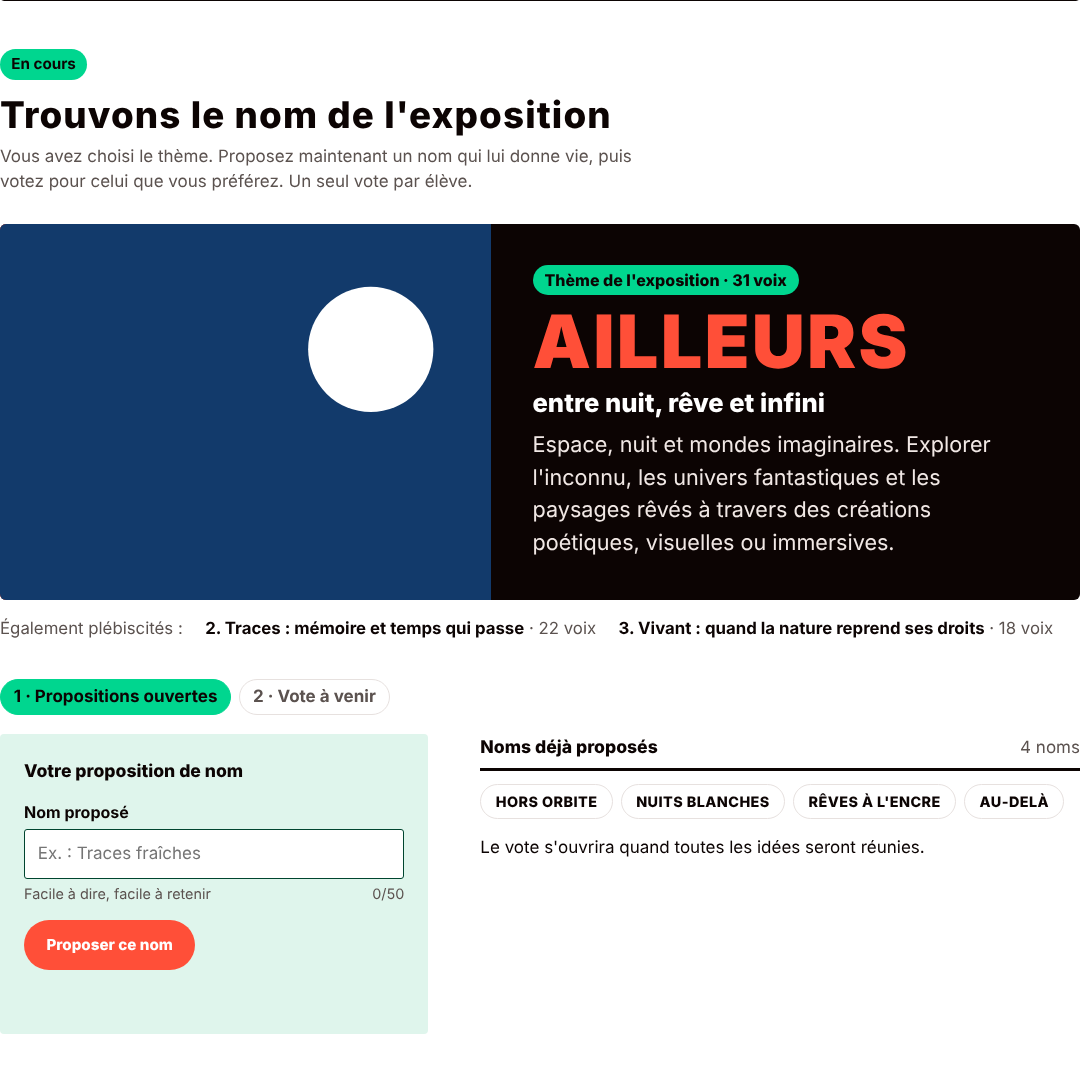 En cours
Trouvons le nom de l'exposition
Vous avez choisi le thème. Proposez maintenant un nom qui lui donne vie, puis
votez pour celui que vous préférez. Un seul vote par élève.
Thème de l'exposition · 31 voix
AILLEURS
entre nuit, rêve et infini
Espace, nuit et mondes imaginaires. Explorer
l'inconnu, les univers fantastiques et les
paysages rêvés à travers des créations
poétiques, visuelles ou immersives.
Également plébiscités : 2. Traces : mémoire et temps qui passe · 22 voix 3. Vivant : quand la nature reprend ses droits · 18 voix
1 · Propositions ouvertes 2 · Vote à venir
Votre proposition de nom
Nom proposé
Ex. : Traces fraîches
Facile à dire, facile à retenir 0/50
Proposer ce nom
Noms déjà proposés 4 noms
HORS ORBITE NUITS BLANCHES RÊVES À L'ENCRE AU-DELÀ
Le vote s'ouvrira quand toutes les idées seront réunies.